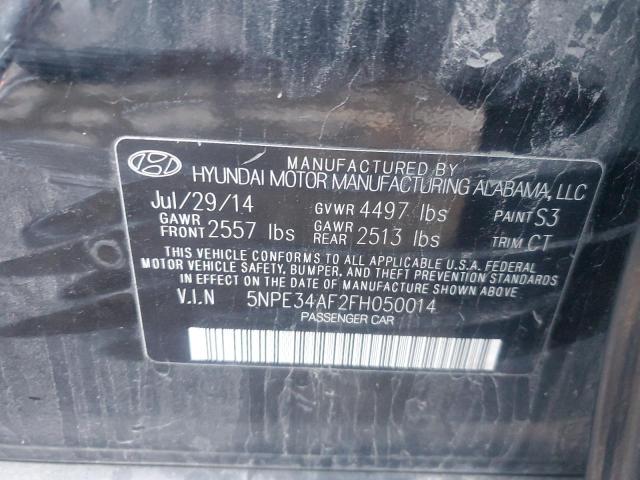 MANUFACTURED BY
HYUNDAI MOTOR MANUFACTURING ALABAMA, LLC
Jul/29/14 GVWR 4497 lbs PAINT S3
GAWR FRONT 2557 lbs GAWR REAR 2513 lbs TRIM CT
THIS VEHICLE CONFORMS TO ALL APPLICABLE U.S.A. FEDERAL
MOTOR VEHICLE SAFETY, BUMPER, AND THEFT PREVENTION STANDARDS
IN EFFECT ON THE DATE OF MANUFACTURE SHOWN ABOVE.
V.I.N 5NPE34AF2FH050014
PASSENGER CAR